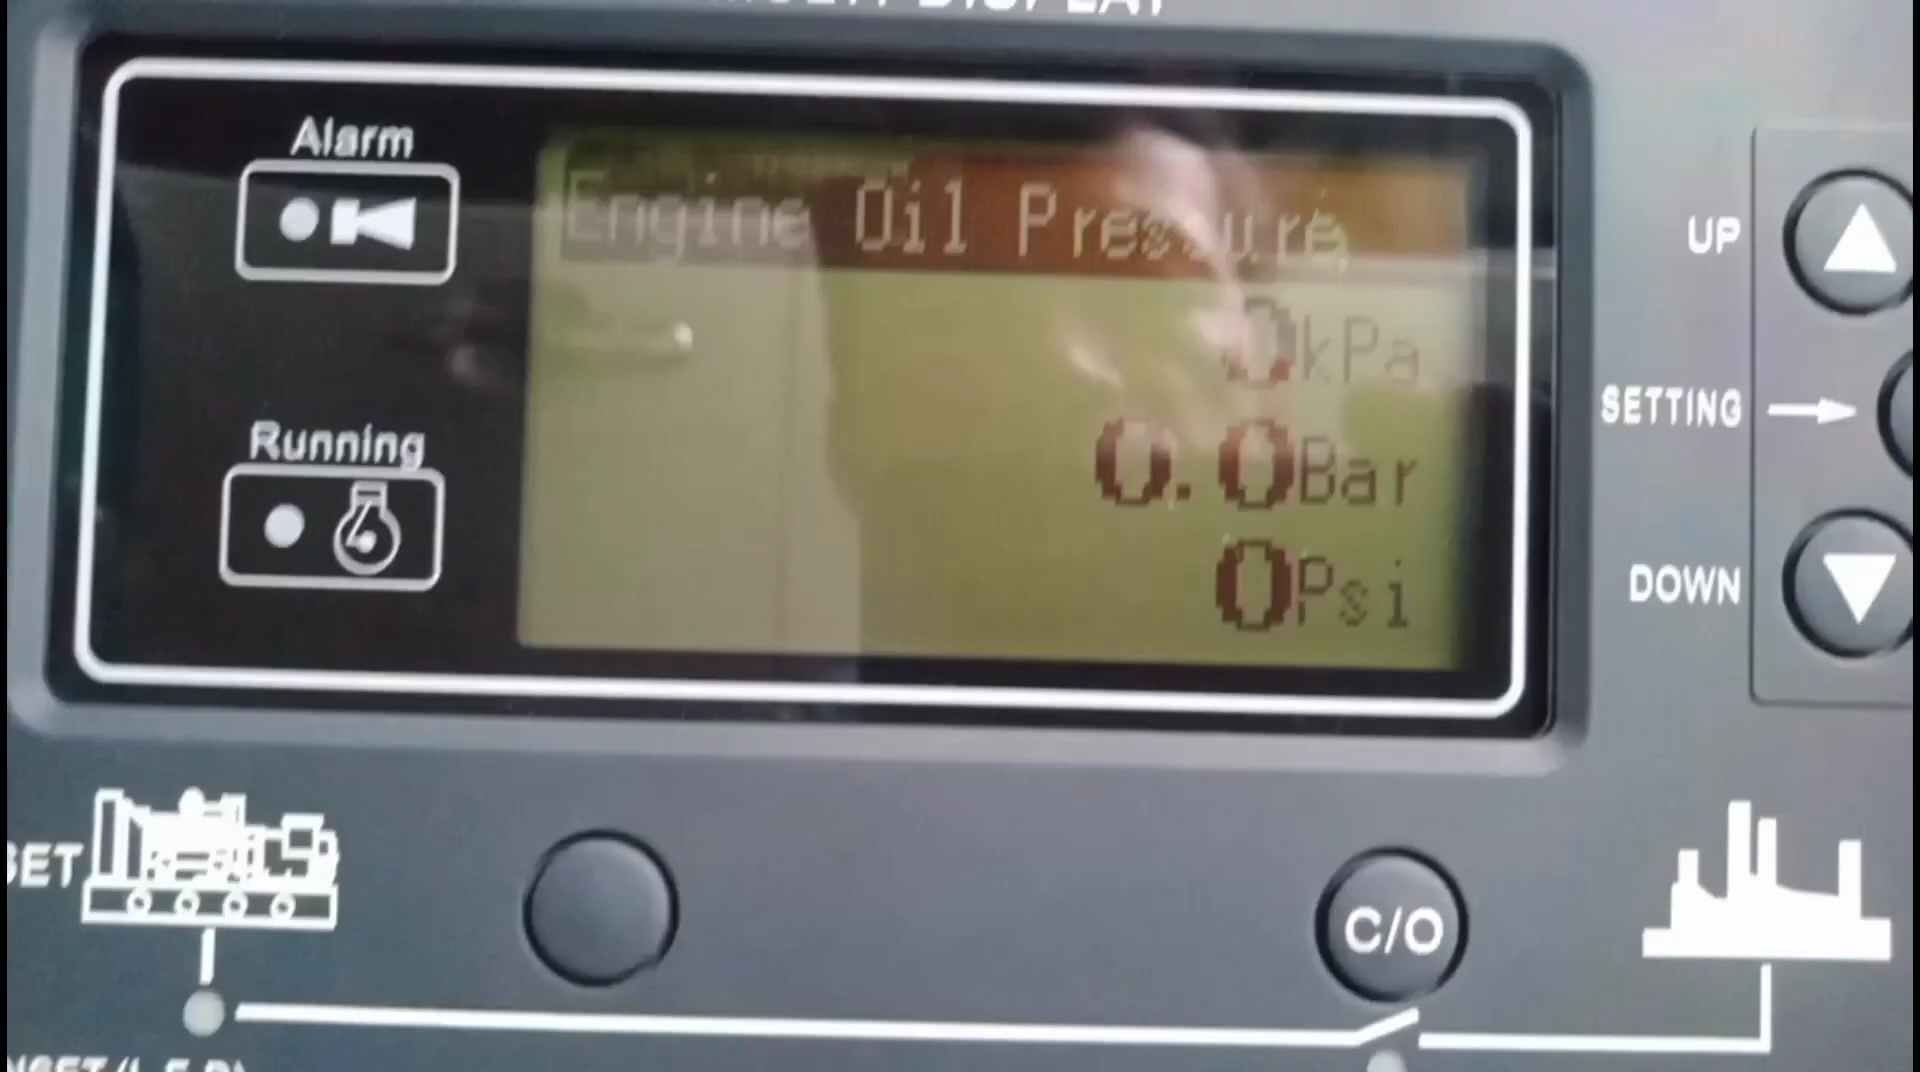 Alarm
Engine Oil Pressure
UP
0kPa
SETTING
0.0Bar
Running
0Psi
DOWN
C/O